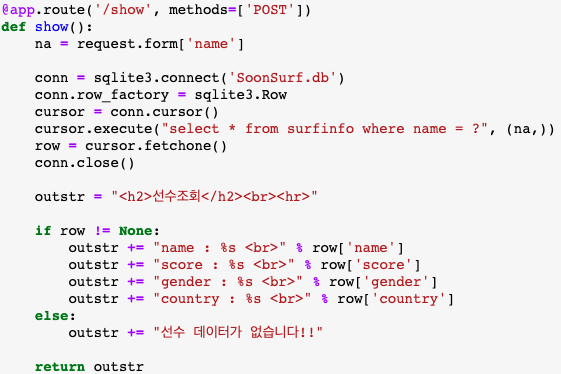 @app.route('/show', methods=['POST'])
def show():
    na = request.form['name']

    conn = sqlite3.connect('SoonSurf.db')
    conn.row_factory = sqlite3.Row
    cursor = conn.cursor()
    cursor.execute("select * from surfinfo where name = ?", (na,))
    row = cursor.fetchone()
    conn.close()

    outstr = "<h2>선수조회</h2><br><hr>"

    if row != None:
        outstr += "name : %s <br>" % row['name']
        outstr += "score : %s <br>" % row['score']
        outstr += "gender : %s <br>" % row['gender']
        outstr += "country : %s <br>" % row['country']
    else:
        outstr += "선수 데이터가 없습니다!!"

    return outstr